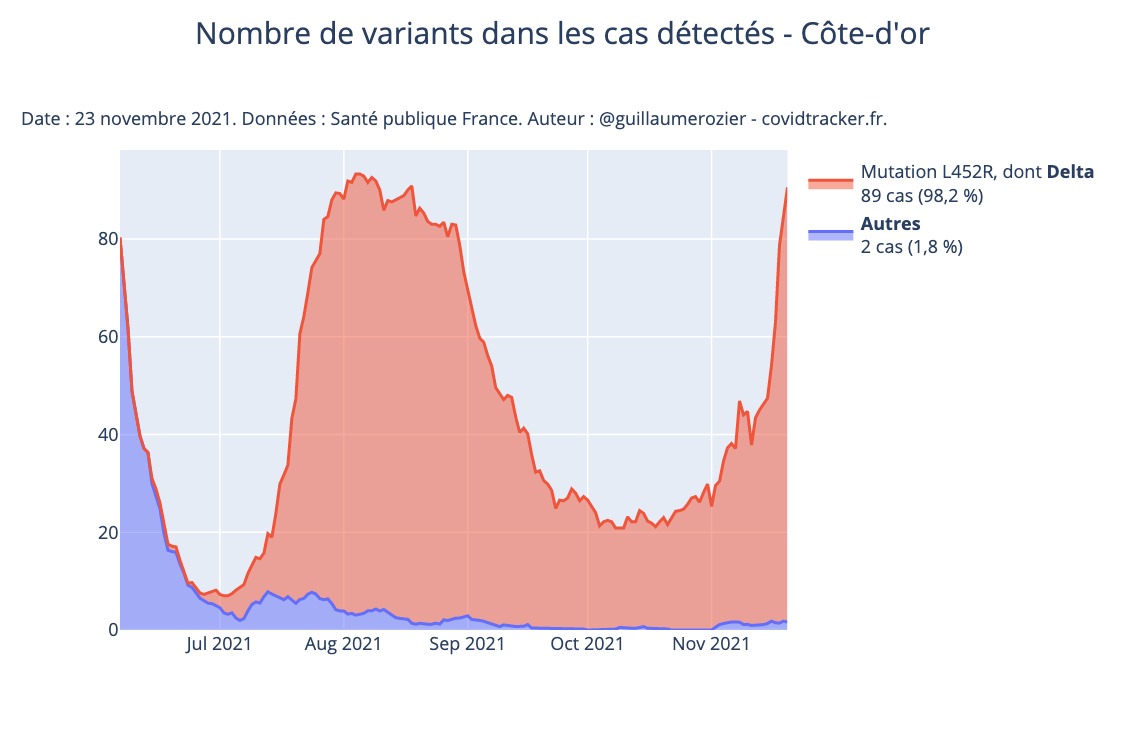 Nombre de variants dans les cas détectés - Côte-d'or
Date : 23 novembre 2021. Données : Santé publique France. Auteur : @guillaumerozier - covidtracker.fr.
Mutation L452R, dont Delta
89 cas (98,2 %)
Autres
2 cas (1,8 %)
80
60
40
20
0
Jul 2021
Aug 2021
Sep 2021
Oct 2021
Nov 2021